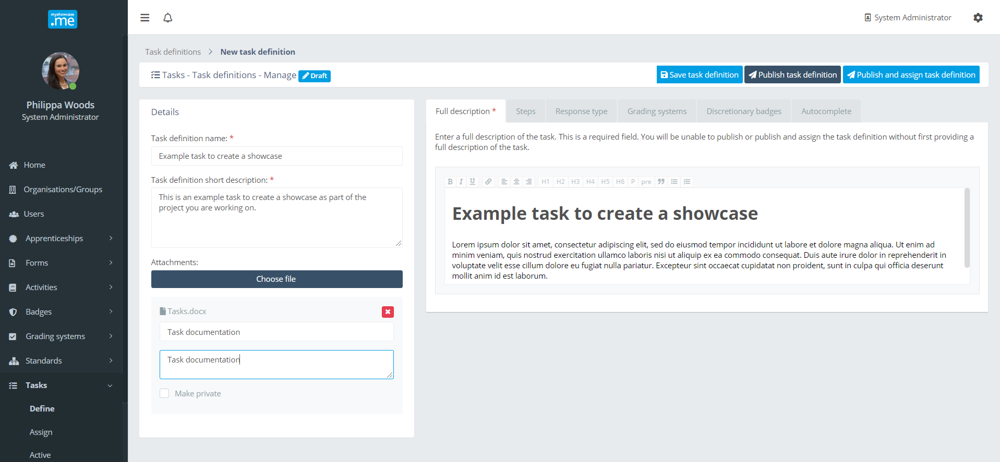 myshowcase
.me
Philippa Woods
System Administrator
Home
Organisations/Groups
Users
Apprenticeships
Forms
Activities
Badges
Grading systems
Standards
Tasks
Define
Assign
Active
System Administrator
Task definitions > New task definition
Tasks - Task definitions - Manage Draft
Save task definition Publish task definition Publish and assign task definition
Details
Task definition name: *
Example task to create a showcase
Task definition short description: *
This is an example task to create a showcase as part of the
project you are working on.
Attachments:
Choose file
Tasks.docx
Task documentation
Task documentation
Make private
Full description * Steps Response type Grading systems Discretionary badges Autocomplete
Enter a full description of the task. This is a required field. You will be unable to publish or publish and assign the task definition without first providing a
full description of the task.
B I U H1 H2 H3 H4 H5 H6 P pre
Example task to create a showcase
Lorem ipsum dolor sit amet, consectetur adipiscing elit, sed do eiusmod tempor incididunt ut labore et dolore magna aliqua. Ut enim ad
minim veniam, quis nostrud exercitation ullamco laboris nisi ut aliquip ex ea commodo consequat. Duis aute irure dolor in reprehenderit in
voluptate velit esse cillum dolore eu fugiat nulla pariatur. Excepteur sint occaecat cupidatat non proident, sunt in culpa qui officia deserunt
mollit anim id est laborum.